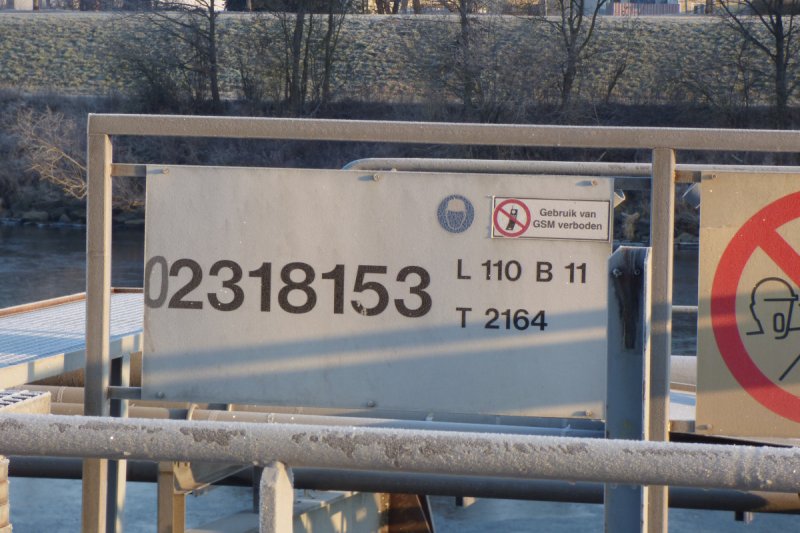 Gebruik van
GSM verboden
02318153
L 110 B 11
T 2164